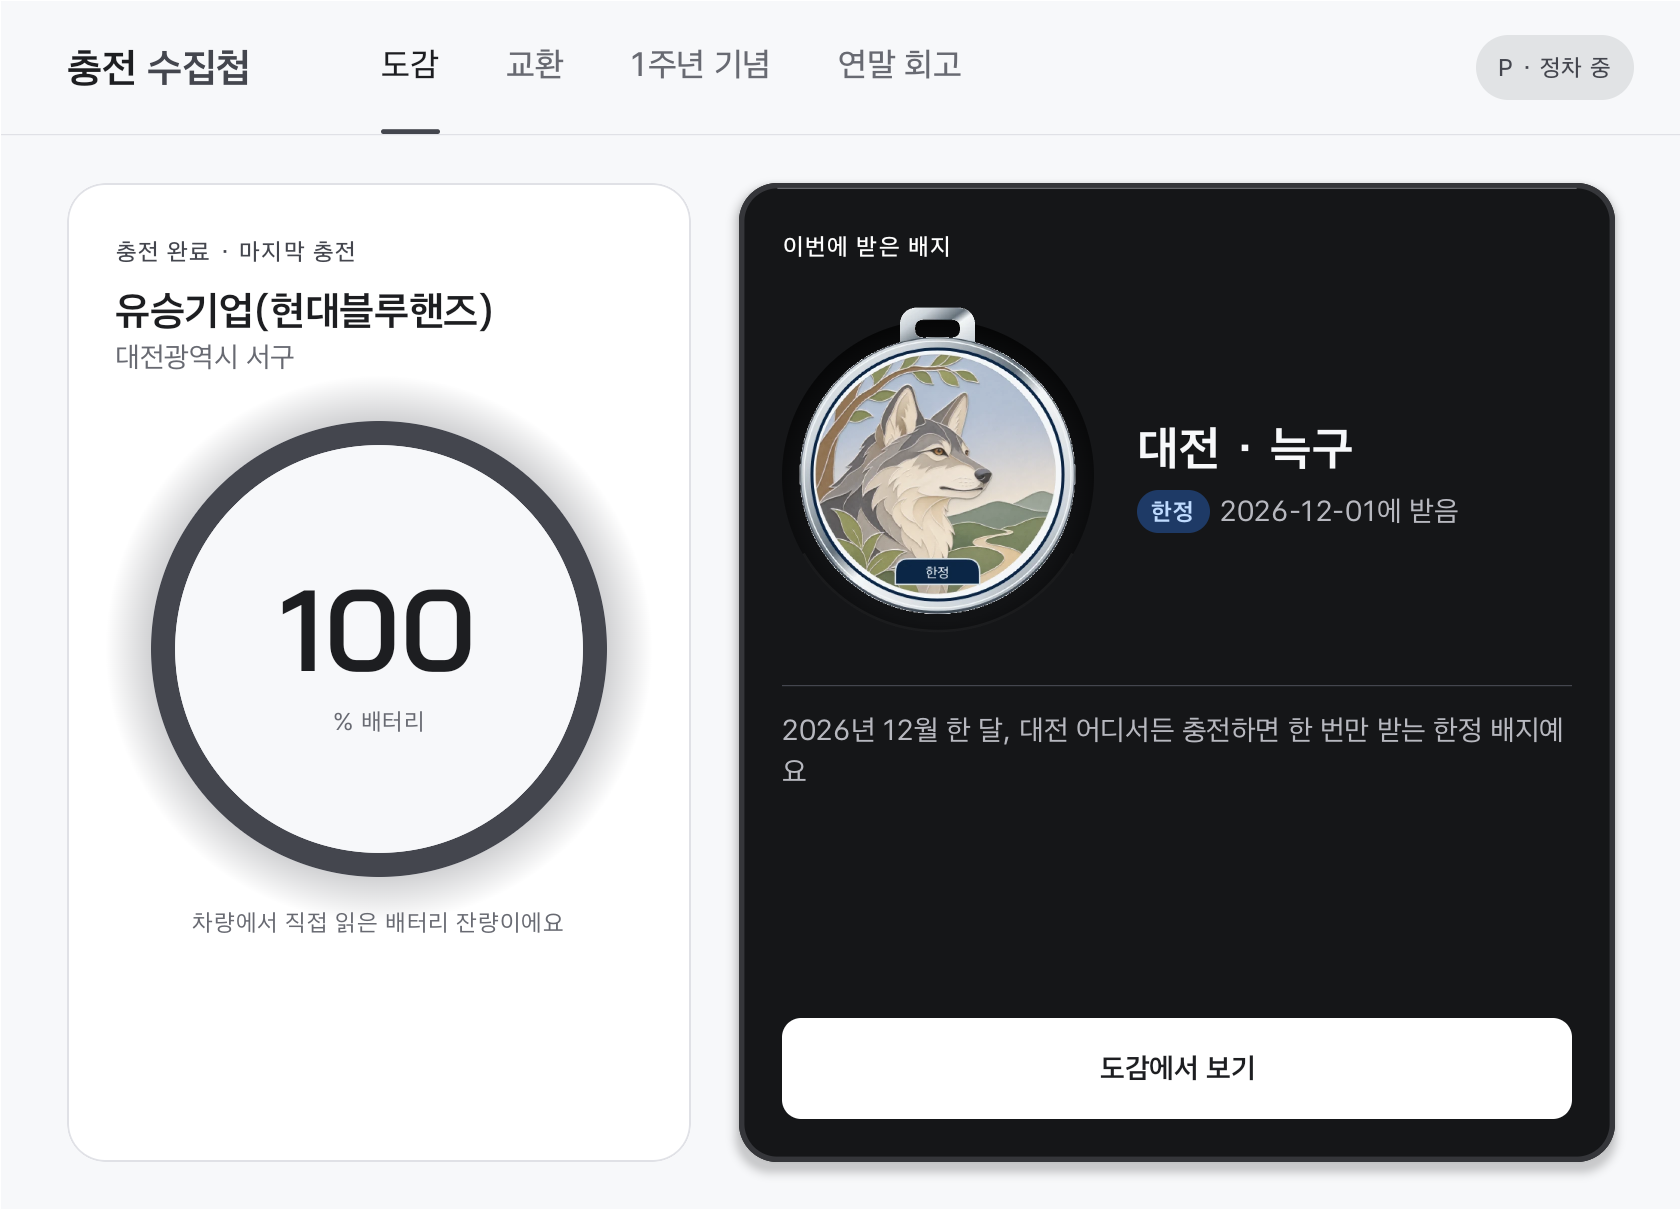 충전 수집첩
도감
교환
1주년 기념
연말 회고
P · 정차 중
충전 완료 · 마지막 충전
유승기업(현대블루핸즈)
대전광역시 서구
100
% 배터리
차량에서 직접 읽은 배터리 잔량이에요
이번에 받은 배지
한정
대전 · 늑구
한정 2026-12-01에 받음
2026년 12월 한 달, 대전 어디서든 충전하면 한 번만 받는 한정 배지예
요
도감에서 보기